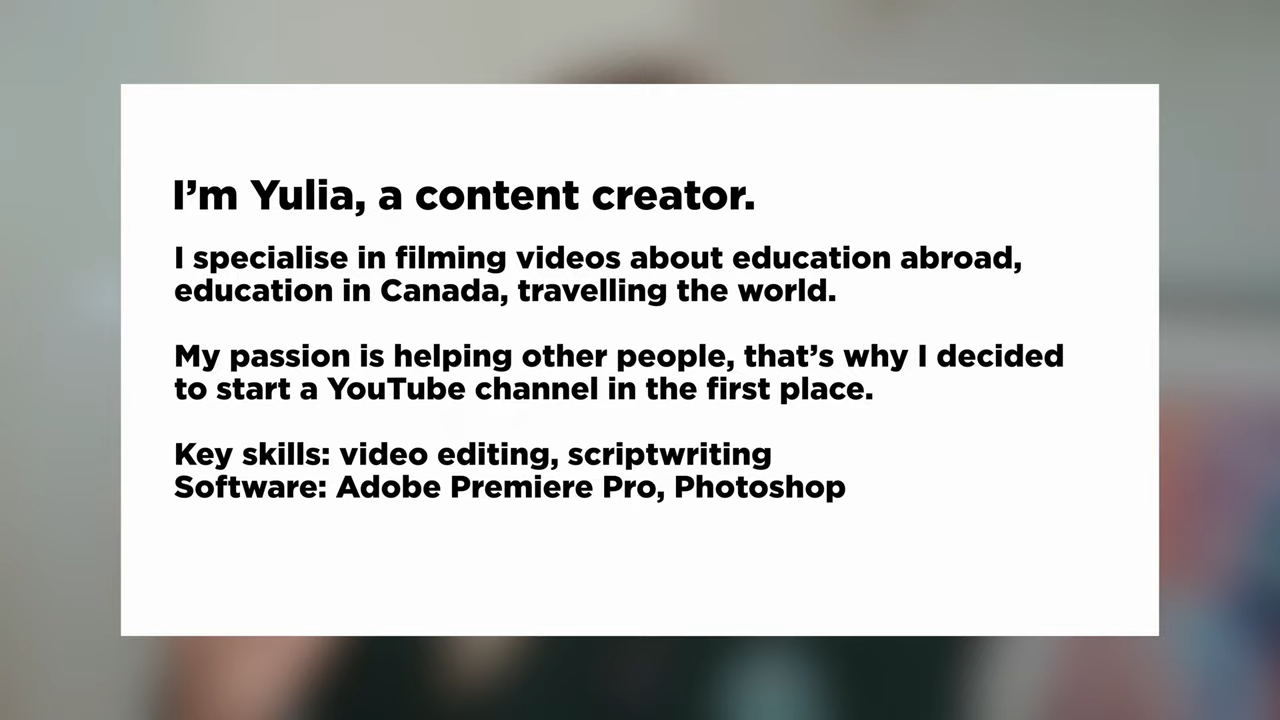 I’m Yulia, a content creator.
I specialise in filming videos about education abroad,
education in Canada, travelling the world.
My passion is helping other people, that’s why I decided
to start a YouTube channel in the first place.
Key skills: video editing, scriptwriting
Software: Adobe Premiere Pro, Photoshop